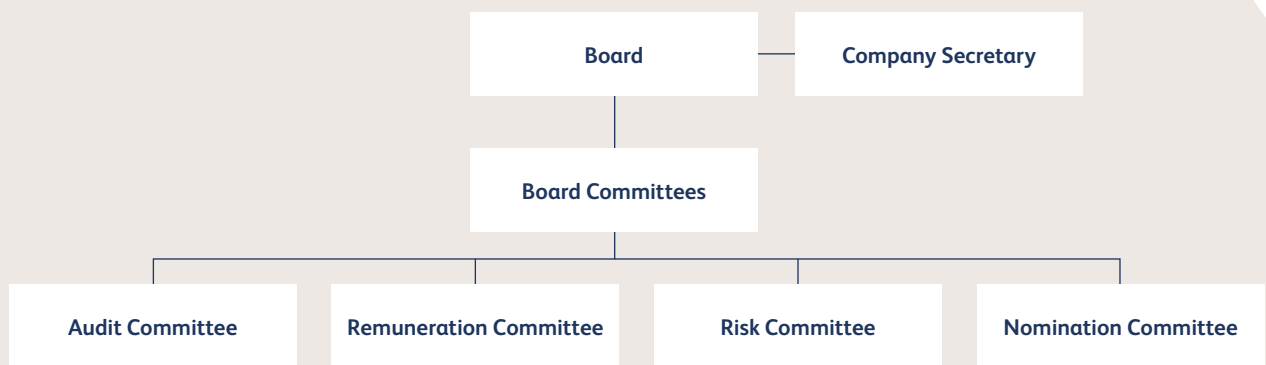 Board
Company Secretary
Board Committees
Audit Committee
Remuneration Committee
Risk Committee
Nomination Committee